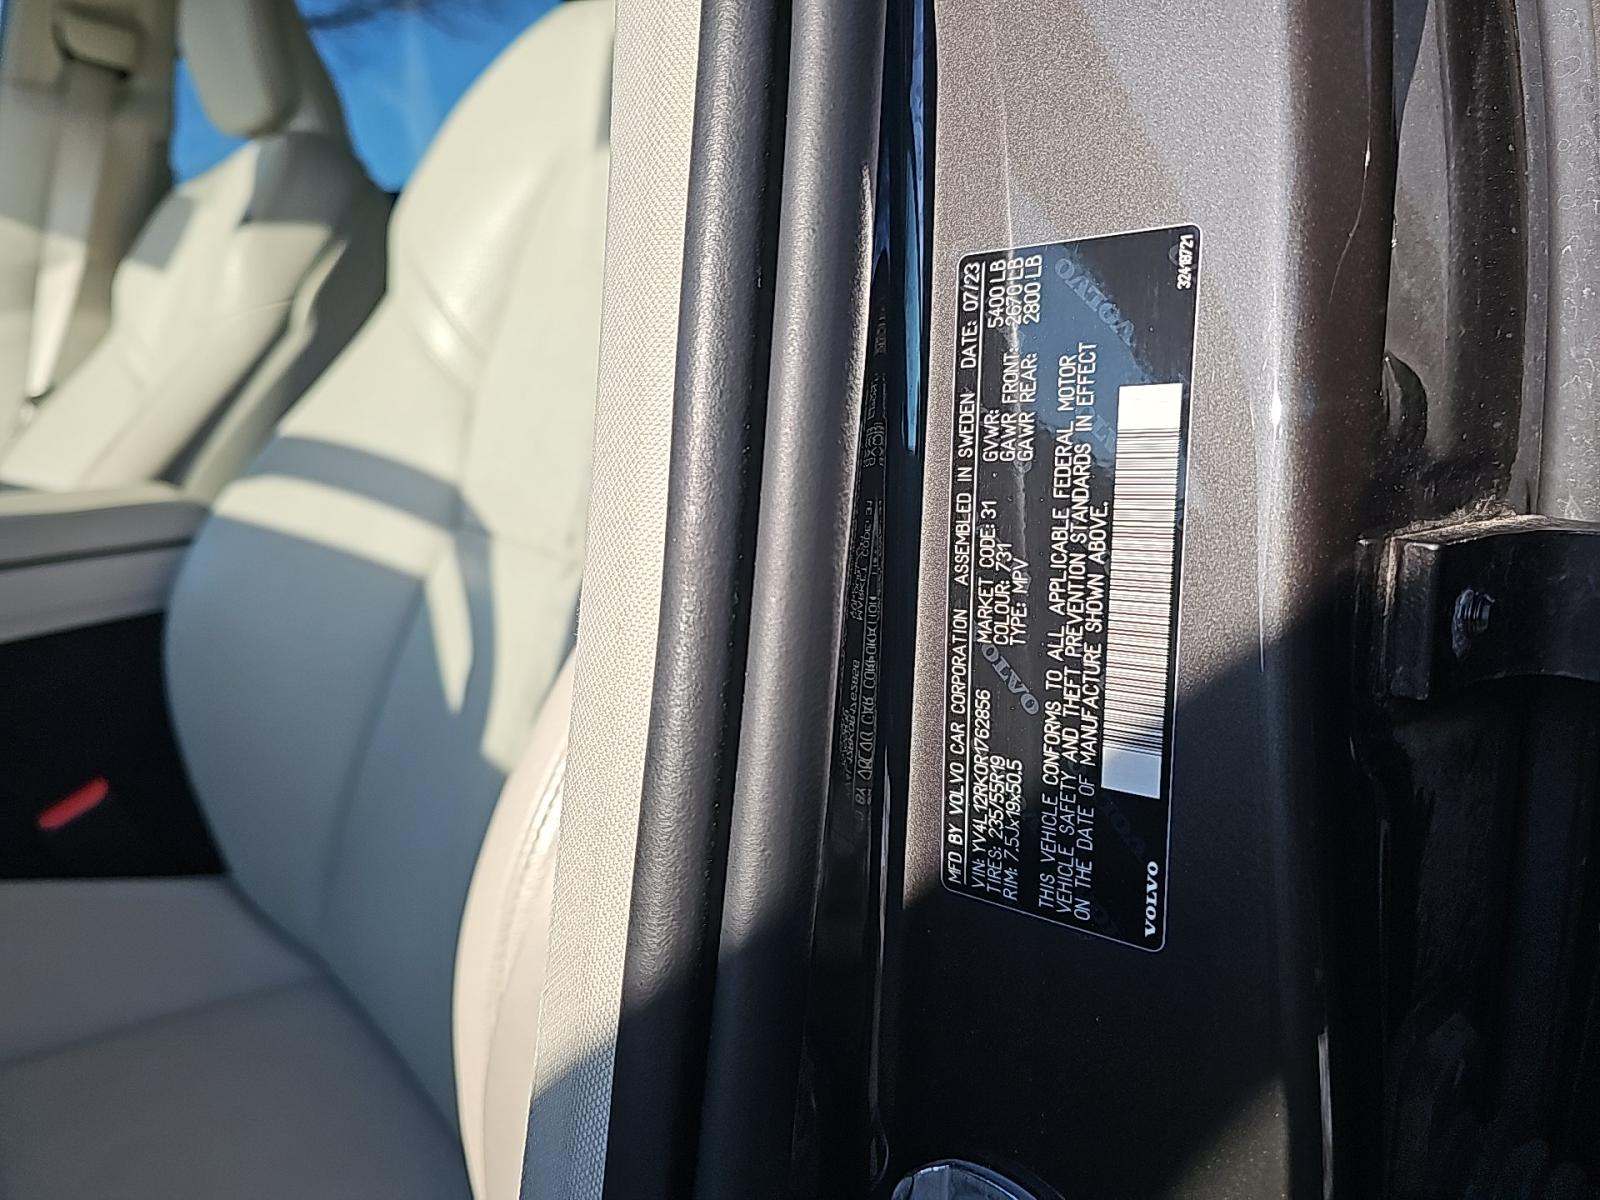 MFD BY VOLVO CAR CORPORATION ASSEMBLED IN SWEDEN DATE: 07/23
VIN: YV4L12RK0R1762856 MARKET CODE: 31 GVWR: 5400 LB
TIRES: 235/55R19 COLOUR: 731 GAWR FRONT: 2670 LB
RIM: 7.5Jx19x50.5 TYPE: MPV GAWR REAR: 2800 LB
THIS VEHICLE CONFORMS TO ALL APPLICABLE FEDERAL MOTOR
VEHICLE SAFETY AND THEFT PREVENTION STANDARDS IN EFFECT
ON THE DATE OF MANUFACTURE SHOWN ABOVE.
VOLVO
32418721
VOLVO
VOLVO